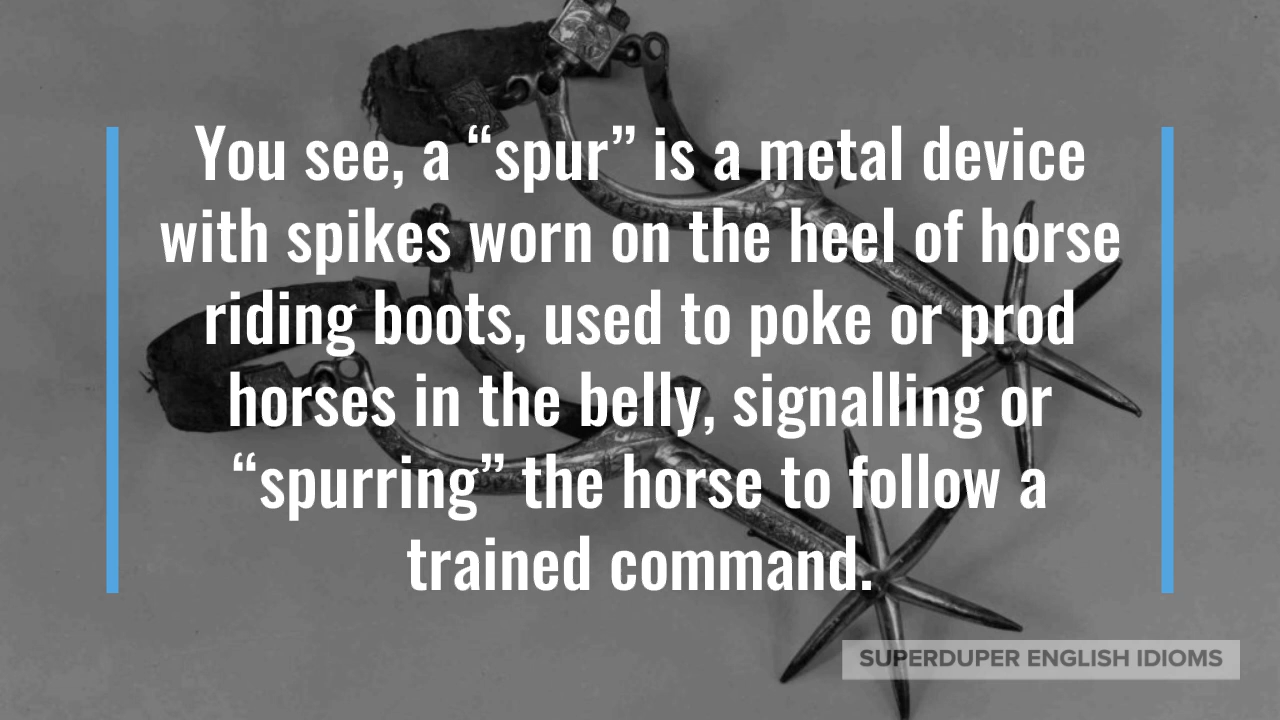 You see, a “spur” is a metal device
with spikes worn on the heel of horse
riding boots, used to poke or prod
horses in the belly, signalling or
“spurring” the horse to follow a
trained command.
SUPERDUPER ENGLISH IDIOMS